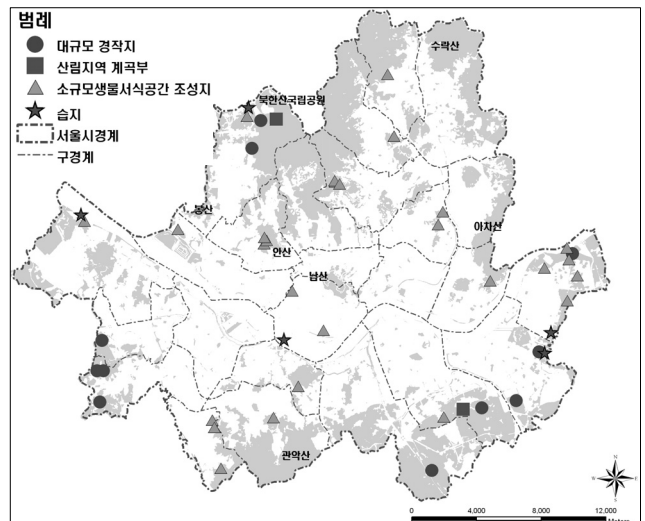 범례
대규모 경작지
산림지역 계곡부
소규모생물서식공간 조성지
습지
서울시경계
구경계
수락산
북한산국립공원
봉산
안산
아차산
남산
관악산
N
0 4,000 8,000 12,000
Meters